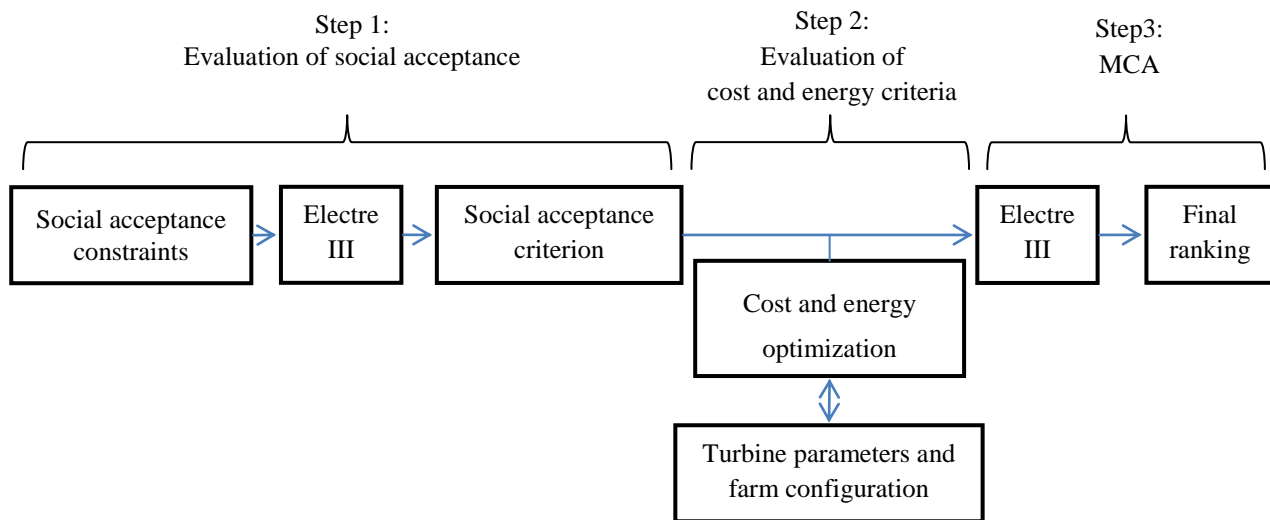 Step 1:
Evaluation of social acceptance
Step 2:
Evaluation of
cost and energy criteria
Step3:
MCA
Social acceptance
constraints
Electre
III
Social acceptance
criterion
Electre
III
Final
ranking
Cost and energy
optimization
Turbine parameters and
farm configuration